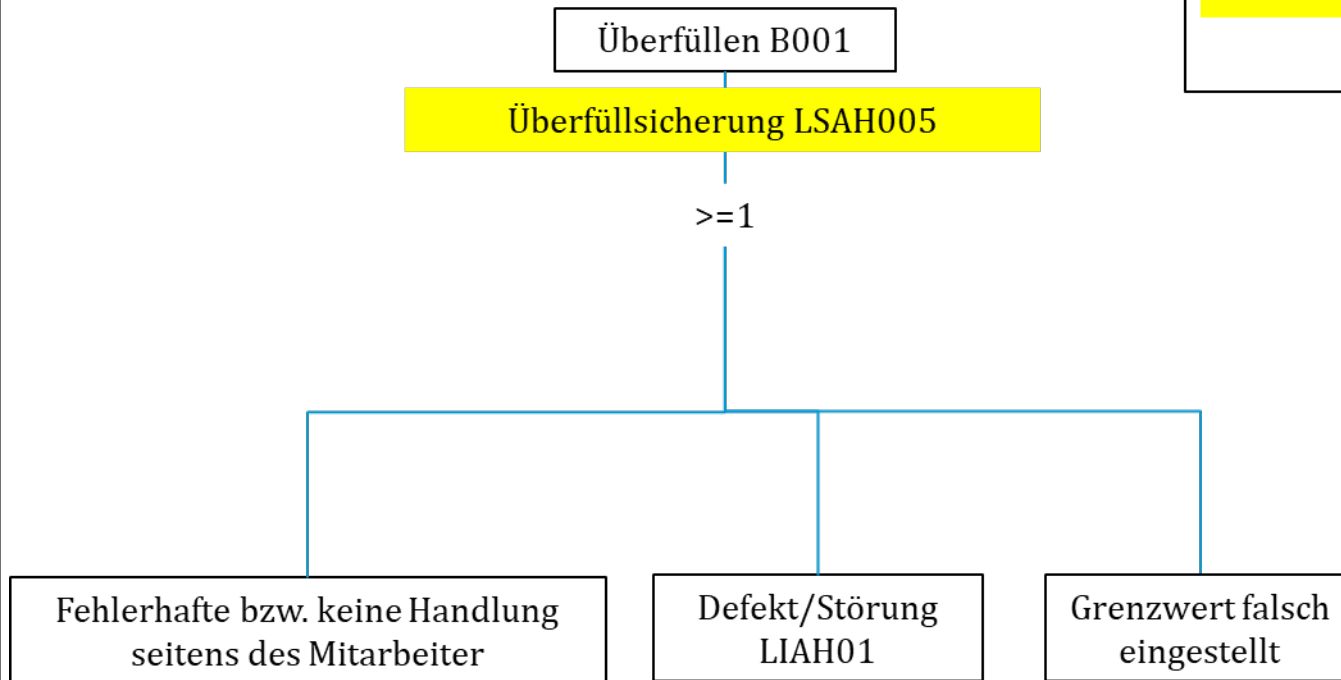 Überfüllen B001
Überfüllsicherung LSAH005
>=1
Fehlerhafte bzw. keine Handlung
seitens des Mitarbeiter
Defekt/Störung
LIAH01
Grenzwert falsch
eingestellt